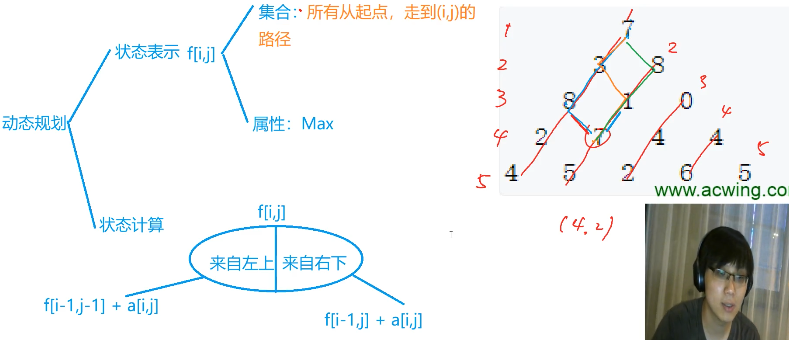 集合：所有从起点，走到(i,j)的
路径
状态表示 f[i,j]
属性：Max
动态规划
状态计算
f[i,j]
来自左上 来自右下
f[i-1,j-1] + a[i,j]
f[i-1,j] + a[i,j]
1 7
2 3 8 2
3 8 1 0 3
4 2 7 4 4 4
5 4 5 2 6 5 5
www.acwing.com
(4.2)